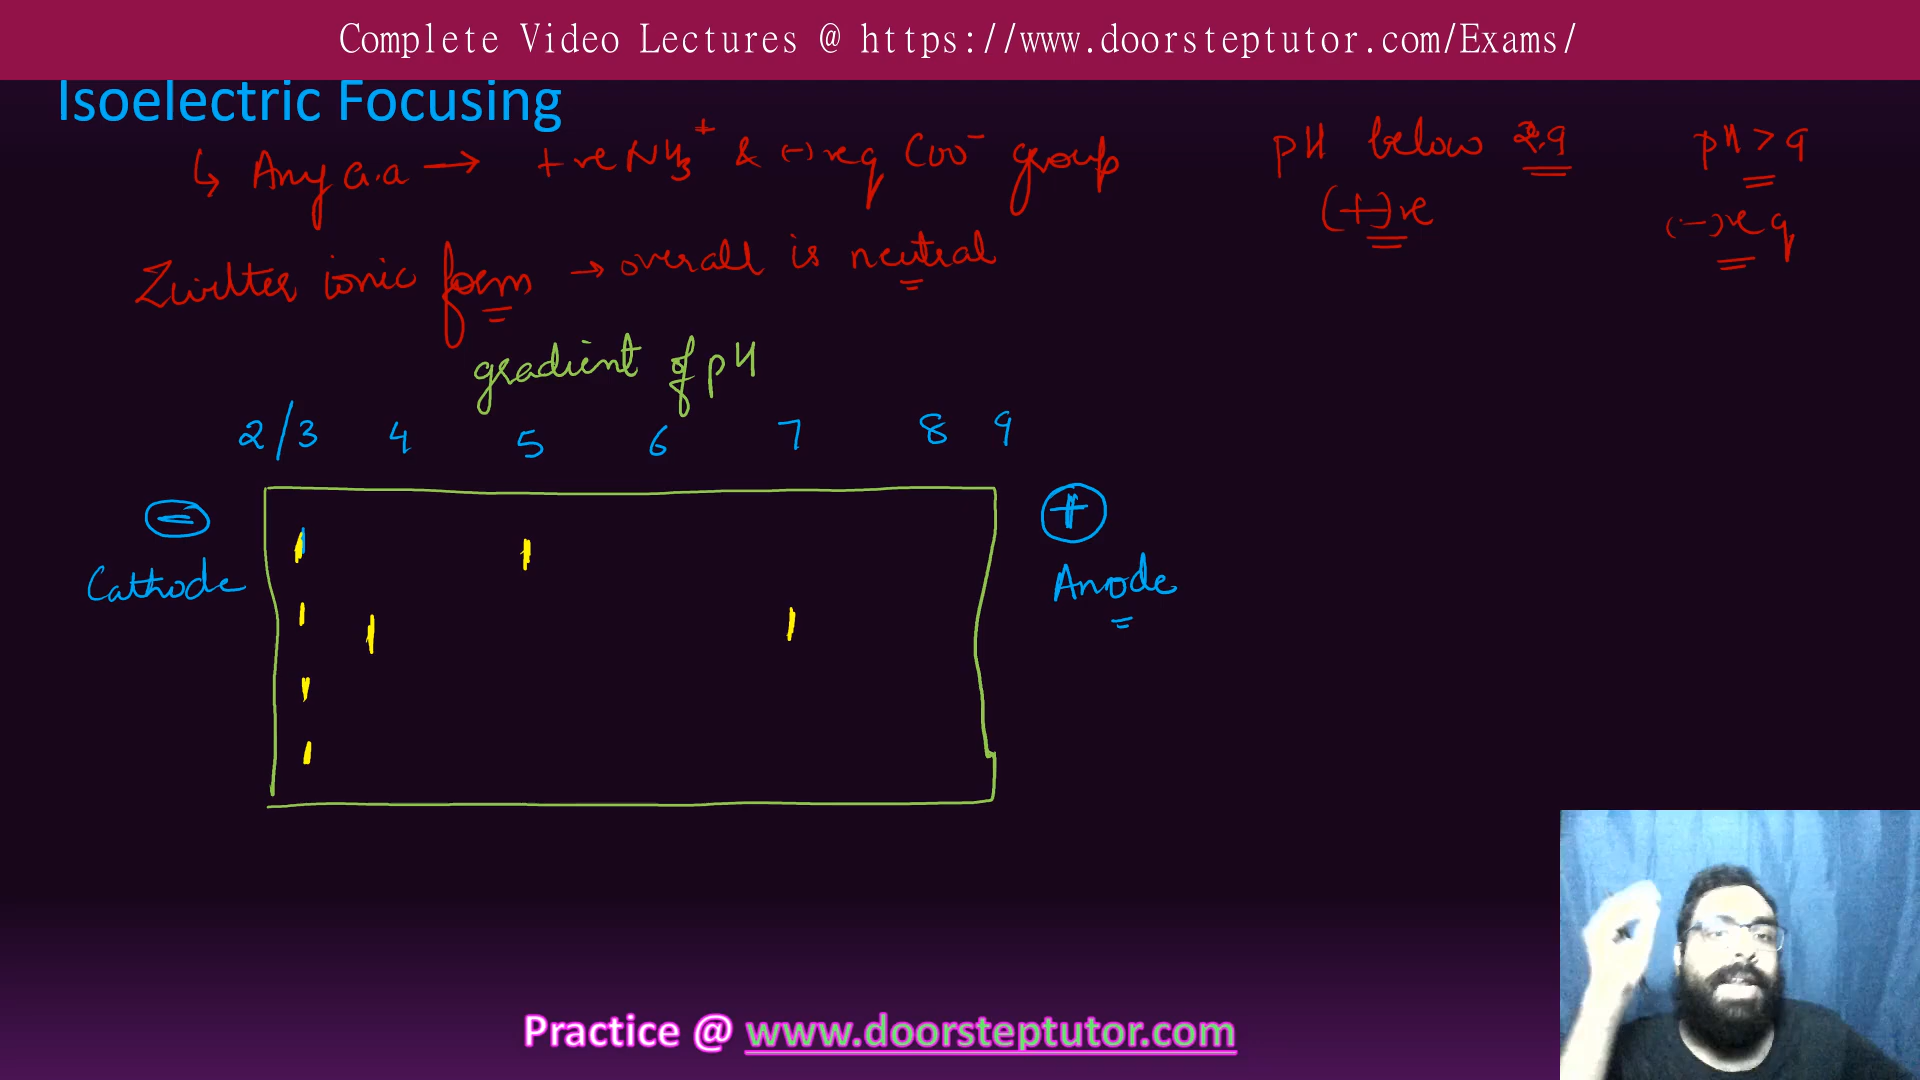 Complete Video Lectures @ https://www.doorsteptutor.com/Exams/
Isoelectric Focusing
↳ Any a.a → +ve NH3+ & (-)veq COO- group
Zwitter ionic form → overall is neutral
pH below 2.9
(+)ve
pH > 9
(-)ve q
gradient of pH
2/3 4 5 6 7 8 9
- +
Cathode Anode
Practice @ www.doorsteptutor.com